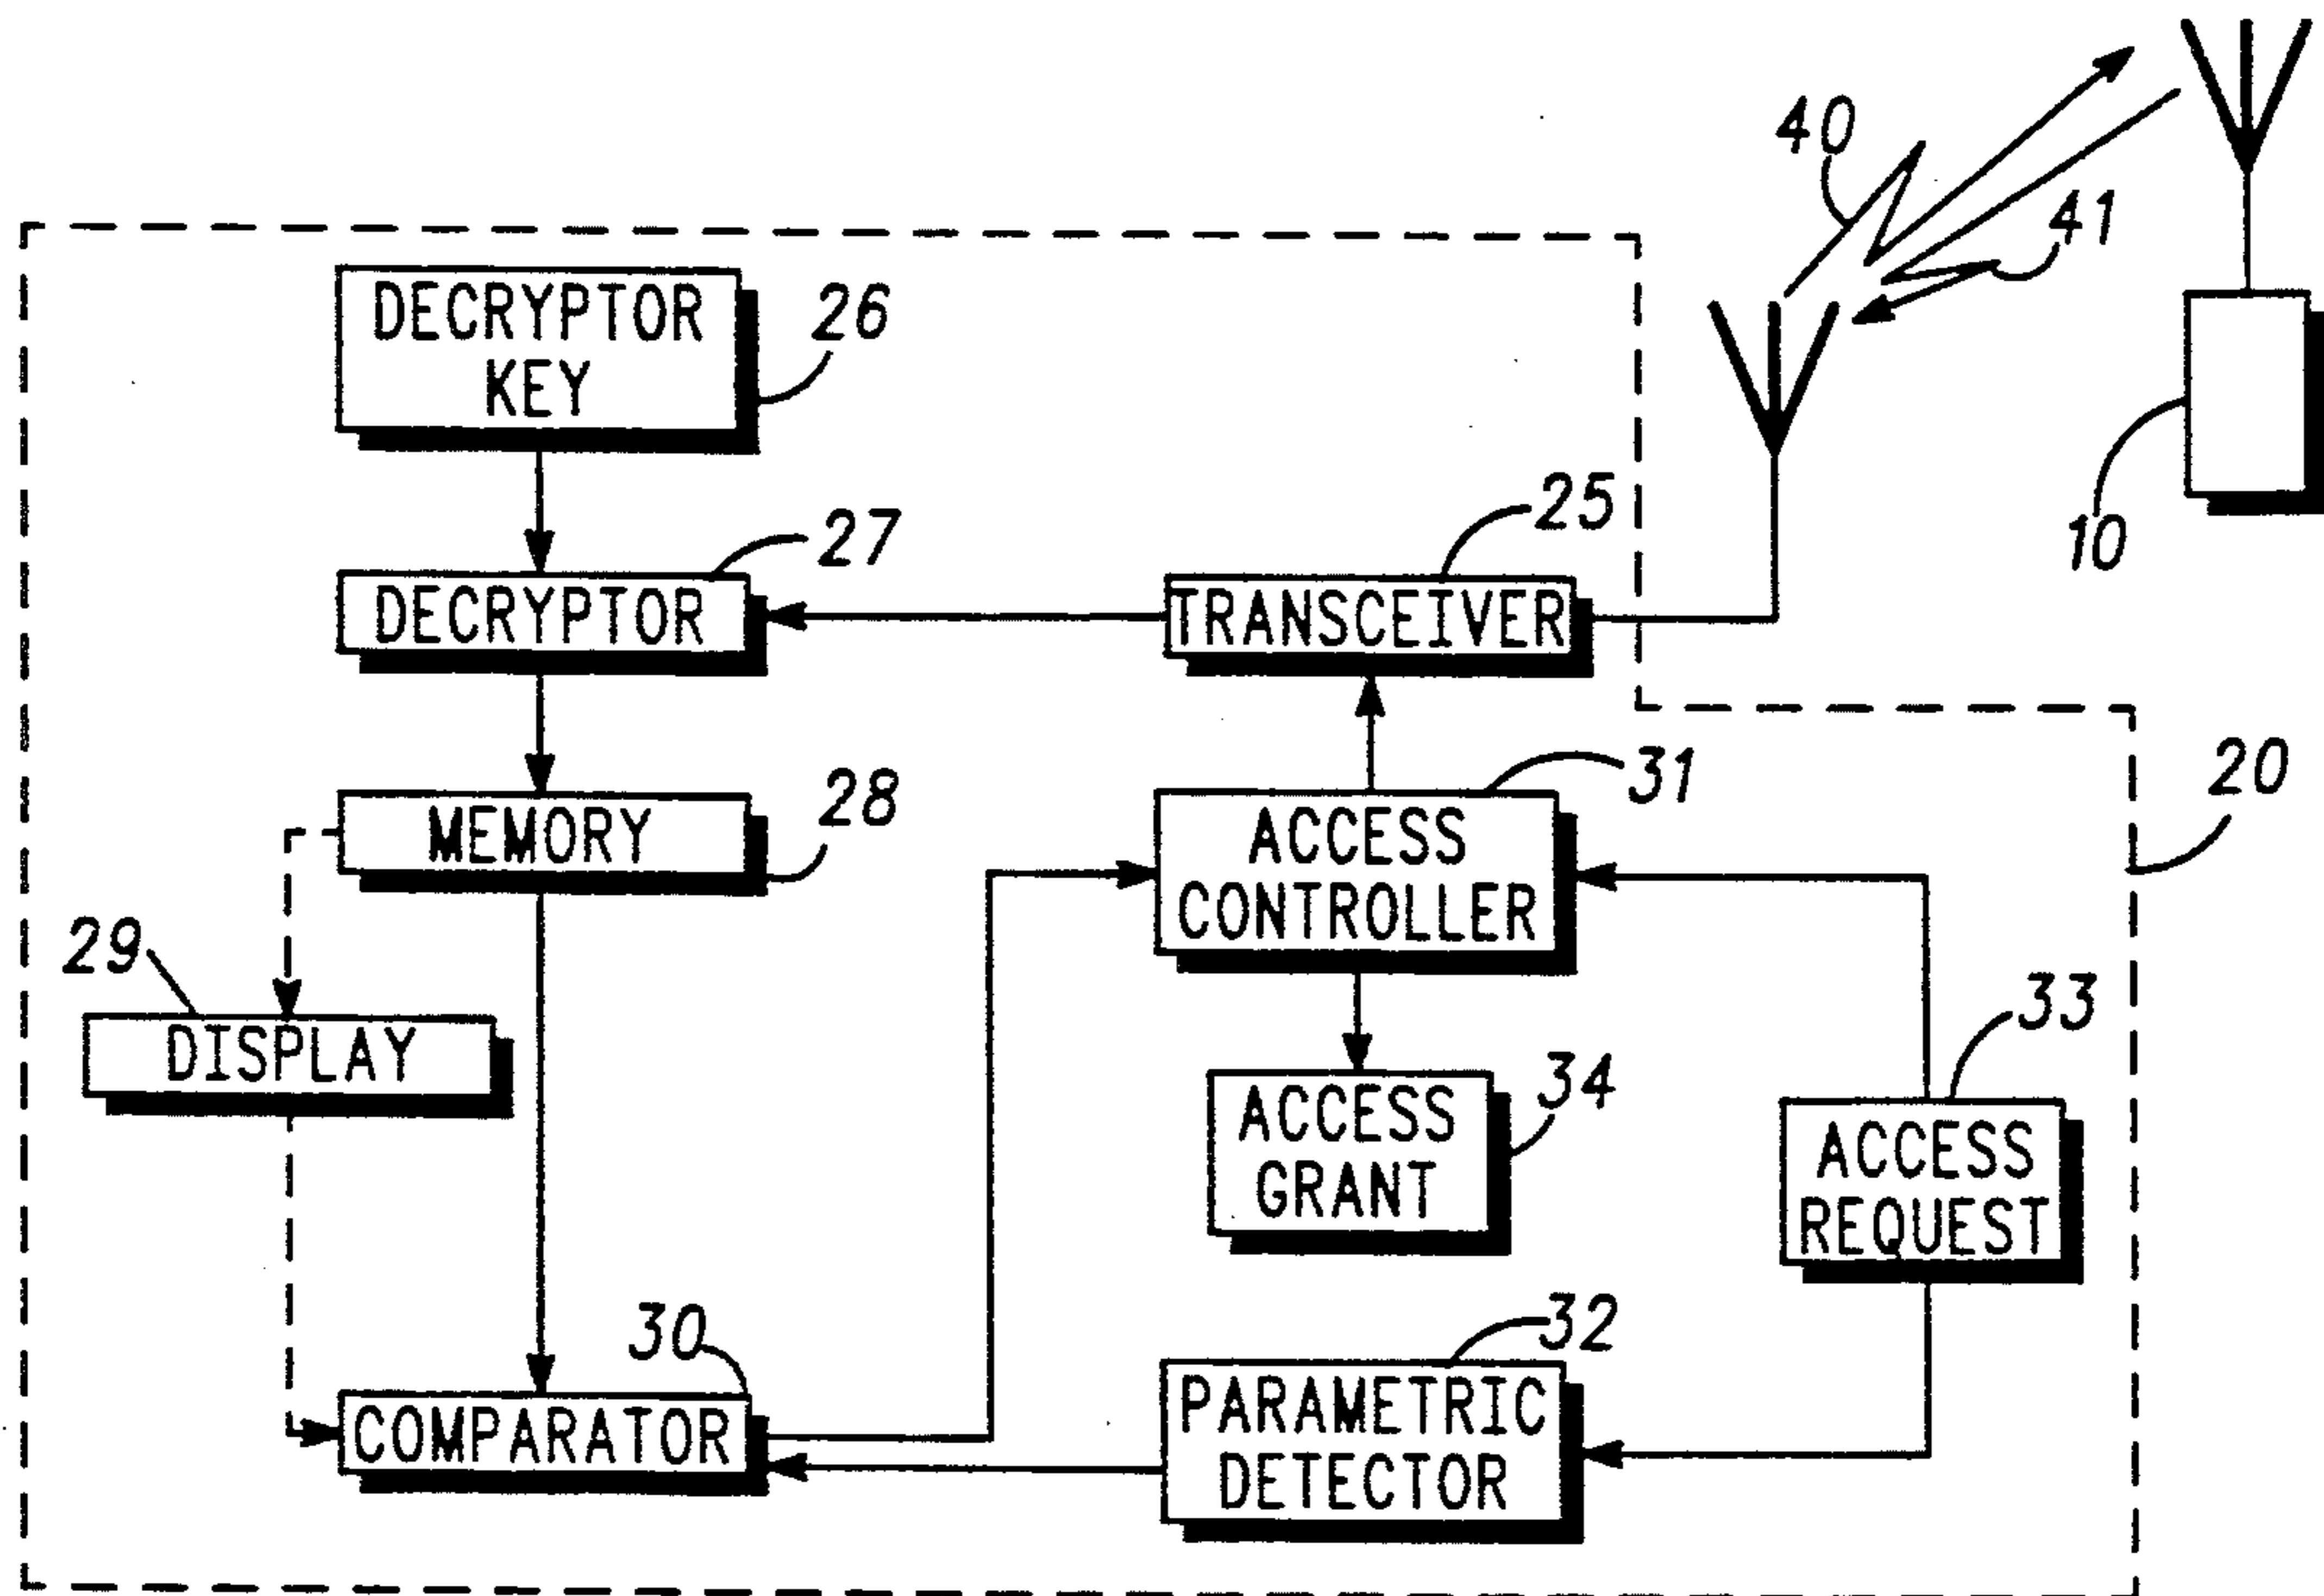 40
41
DECRYPTOR
KEY
26
10
27
25
DECRYPTOR
TRANSCEIVER
31
20
28
MEMORY
ACCESS
CONTROLLER
29
33
DISPLAY
34
ACCESS
GRANT
ACCESS
REQUEST
30
32
COMPARATOR
PARAMETRIC
DETECTOR